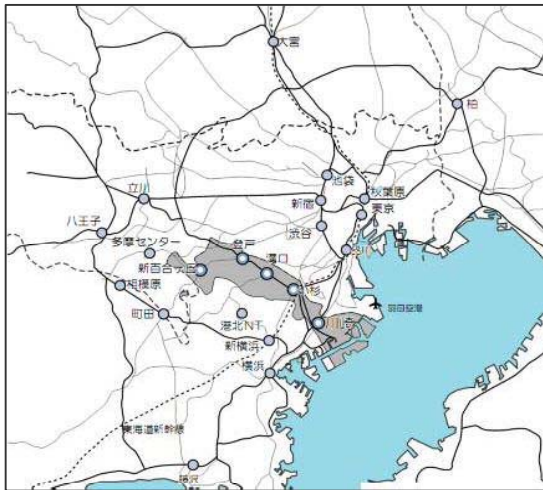 大宮
柏
池袋
立川
新宿
秋葉原
東京
八王子
渋谷
多摩センター
登戸
品川
新百合ヶ丘
溝口
相模原
小杉
羽田空港
町田
港北NT
川崎
新横浜
横浜
東海道新幹線